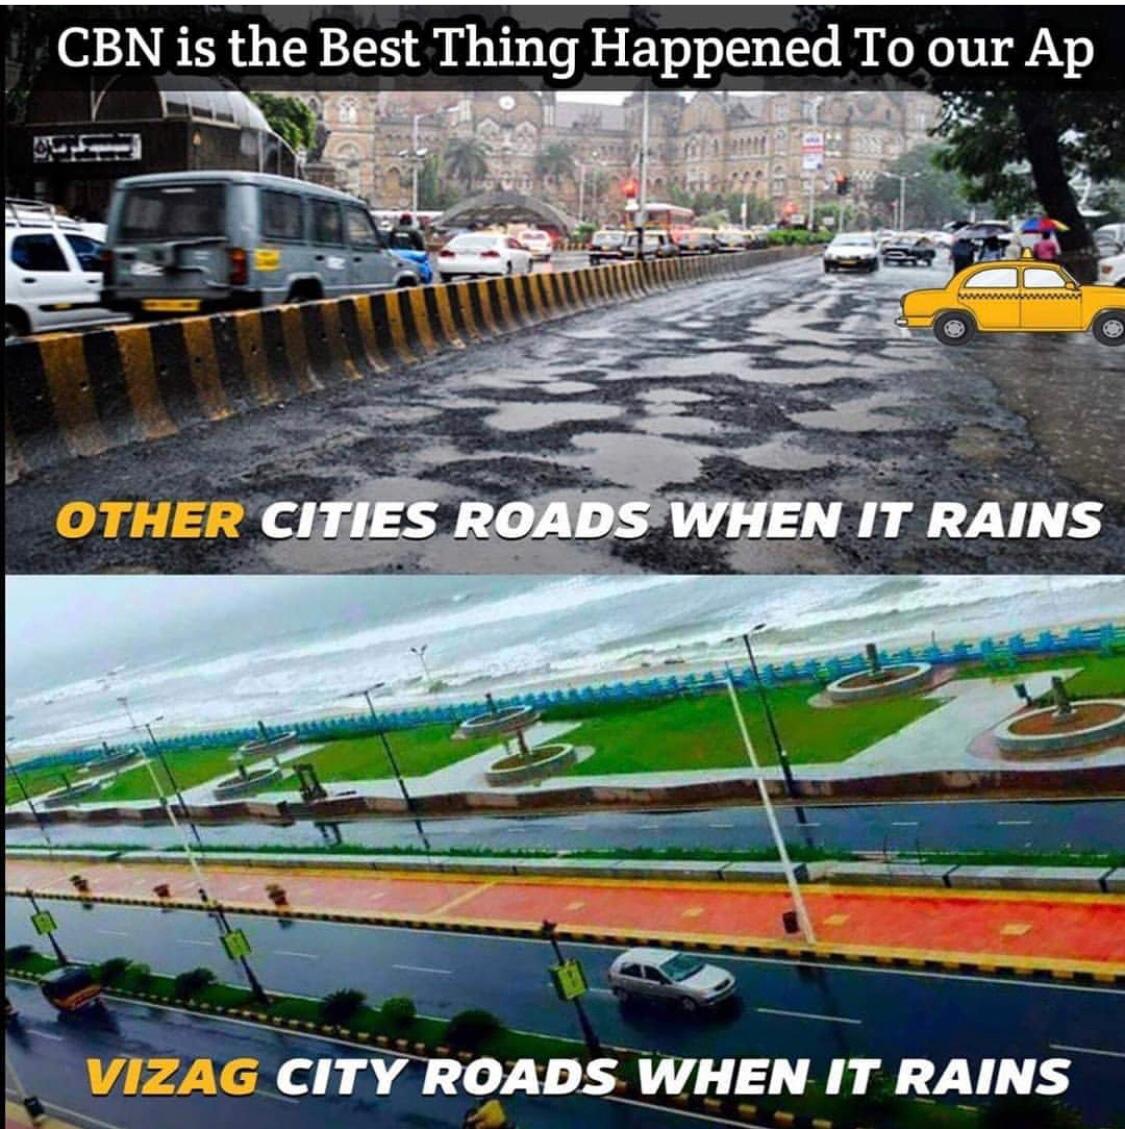 CBN is the Best Thing Happened To our Ap
OTHER CITIES ROADS WHEN IT RAINS
VIZAG CITY ROADS WHEN IT RAINS